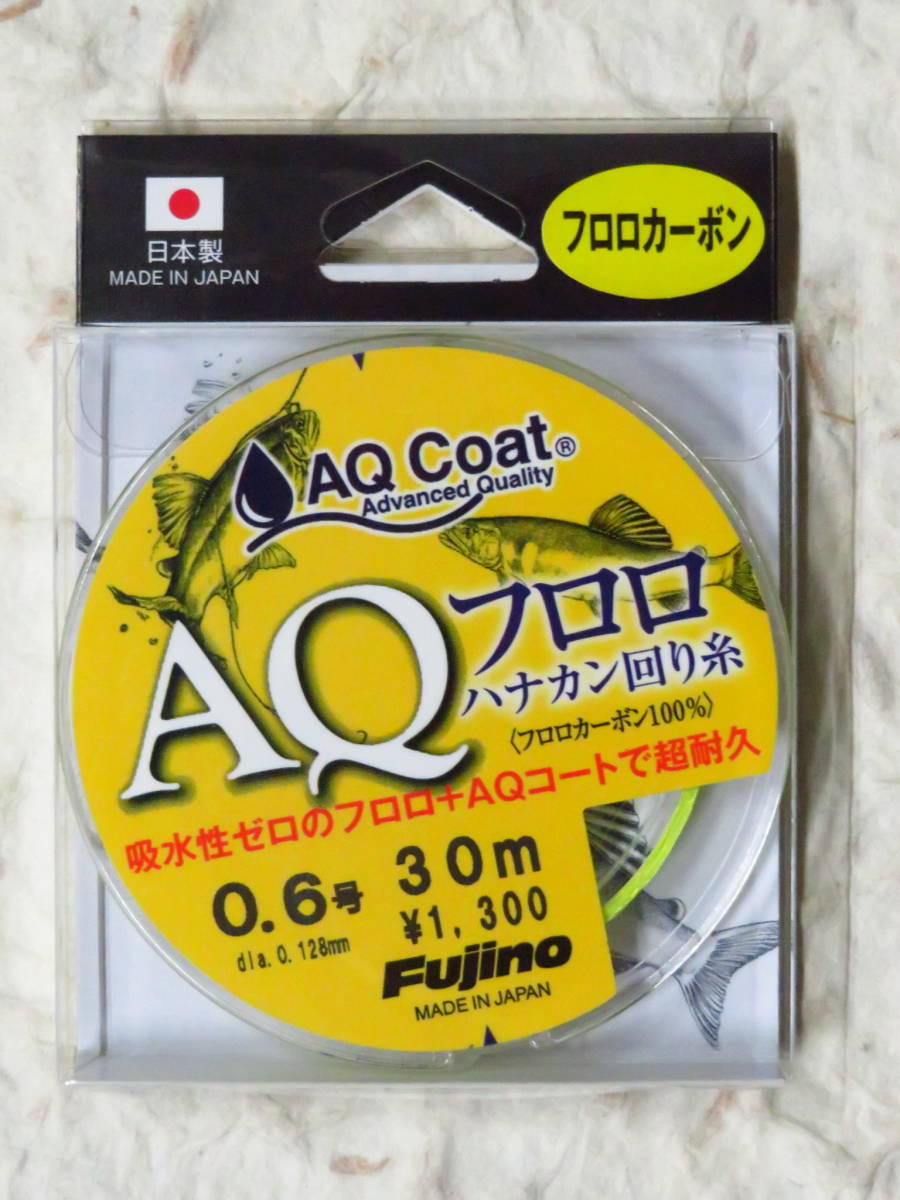 日本製
MADE IN JAPAN
フロロカーボン
AQ Coat®
Advanced Quality
AQ フロロ
ハナカン回り糸
〈フロロカーボン100%〉
吸水性ゼロのフロロ+AQコートで超耐久
0.6号 30m
dia.0.128mm ¥1,300
Fujino
MADE IN JAPAN